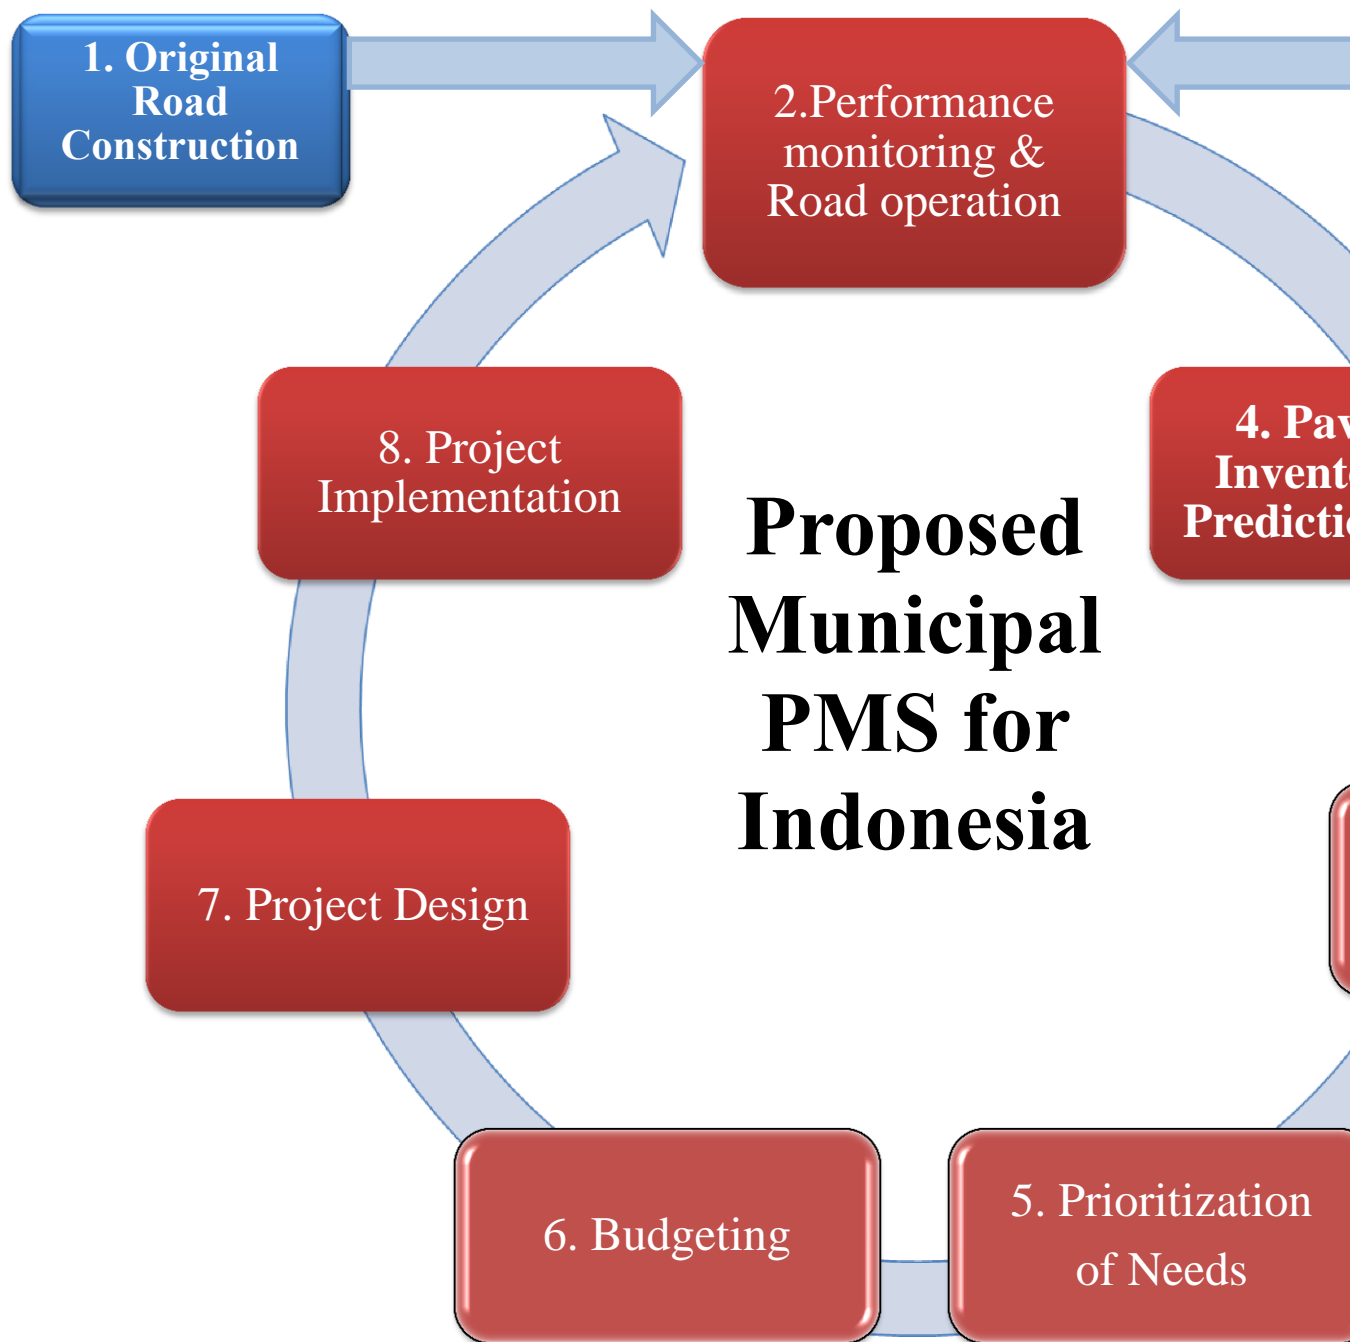 1. Original
Road
Construction
2.Performance
monitoring &
Road operation
4.
8. Project
Implementation
Proposed
Municipal
PMS for
Indonesia
7. Project Design
6. Budgeting
5. Prioritization
of Needs